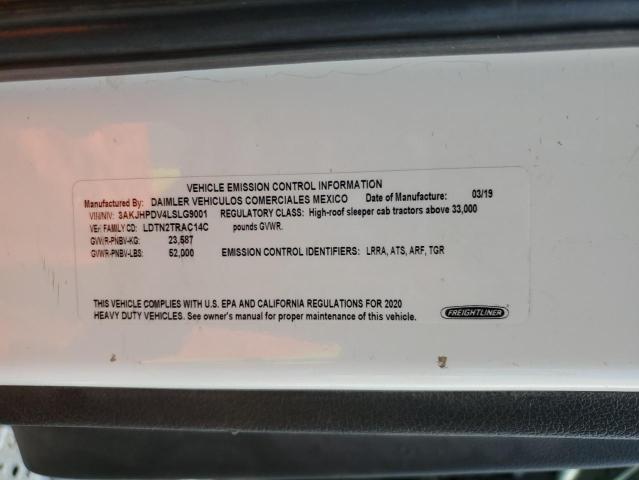 VEHICLE EMISSION CONTROL INFORMATION
Manufactured By: DAIMLER VEHICULOS COMERCIALES MEXICO Date of Manufacture: 03/19
VIN/NIV: 3AKJHPDV4LSLG9001 REGULATORY CLASS: High-roof sleeper cab tractors above 33,000
VEH FAMILY CD: LDTN2TRAC14C pounds GVWR.
GVWR-PNBV-KG: 23,587
GVWR-PNBV-LBS: 52,000 EMISSION CONTROL IDENTIFIERS: LRRA, ATS, ARF, TGR
THIS VEHICLE COMPLIES WITH U.S. EPA AND CALIFORNIA REGULATIONS FOR 2020
HEAVY DUTY VEHICLES. See owner's manual for proper maintenance of this vehicle.
FREIGHTLINER